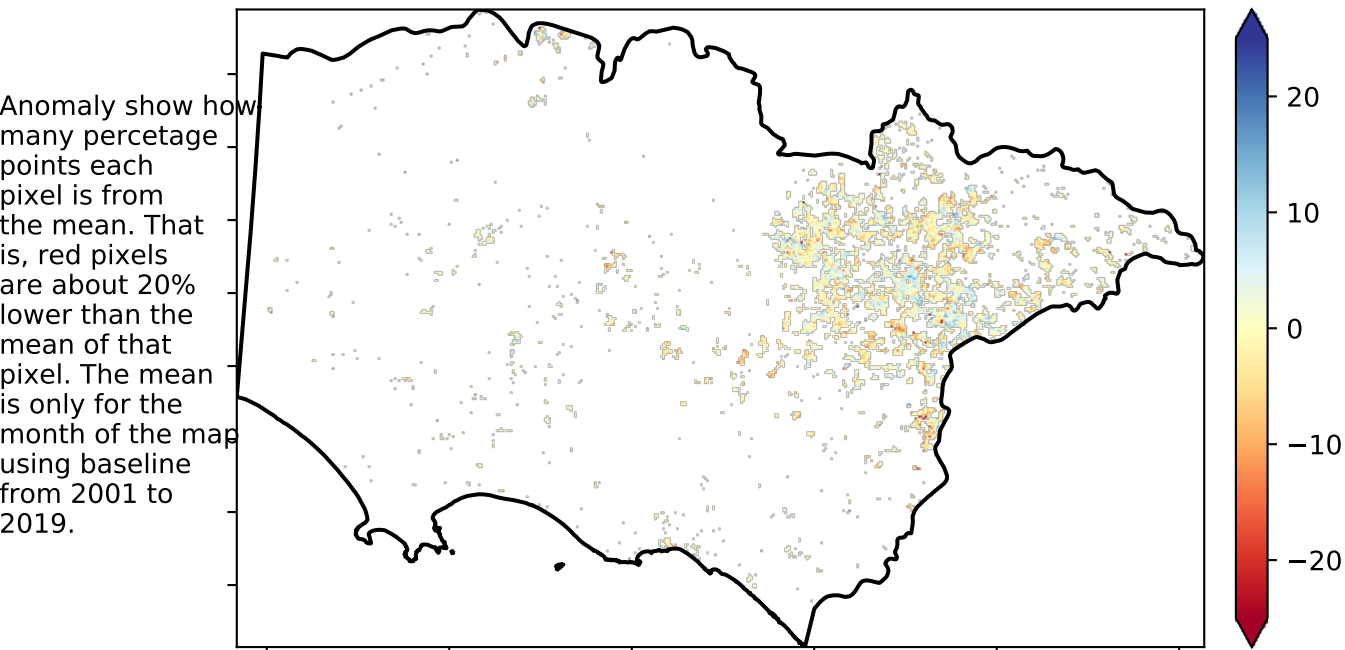 Anomaly show how
many percetage
points each
pixel is from
the mean. That
is, red pixels
are about 20%
lower than the
mean of that
pixel. The mean
is only for the
month of the map
using baseline
from 2001 to
2019.
20
10
0
−10
−20